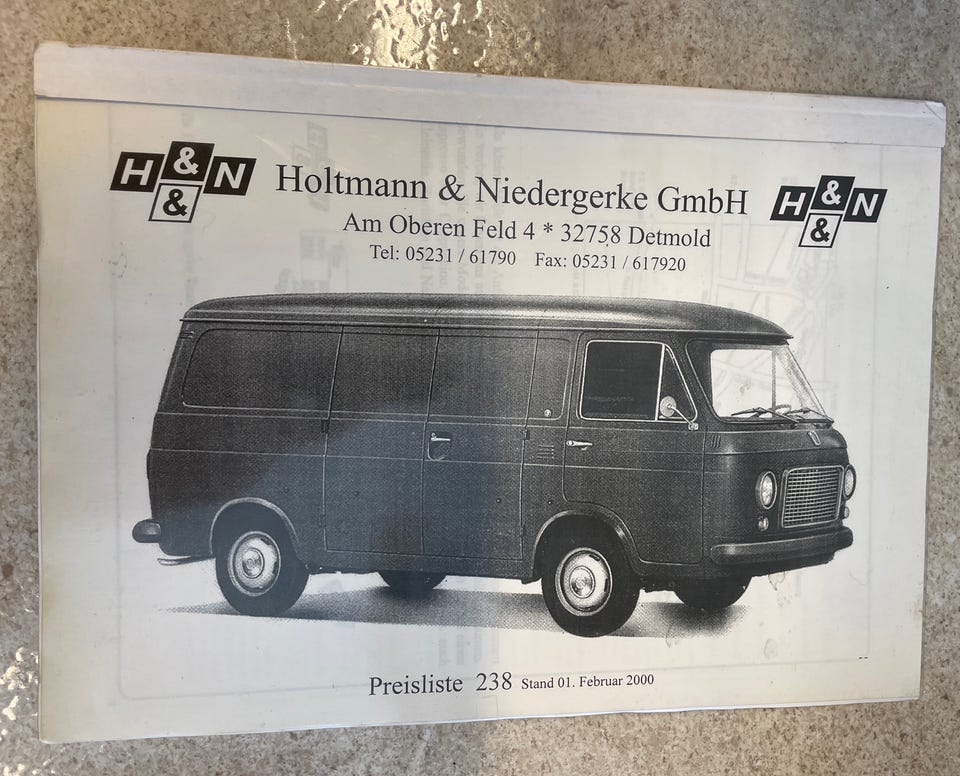 H & N
&
Holtmann & Niedergerke GmbH
H & N
&
Am Oberen Feld 4 * 32758 Detmold
Tel: 05231 / 61790 Fax: 05231 / 617920
Preisliste 238 Stand 01. Februar 2000